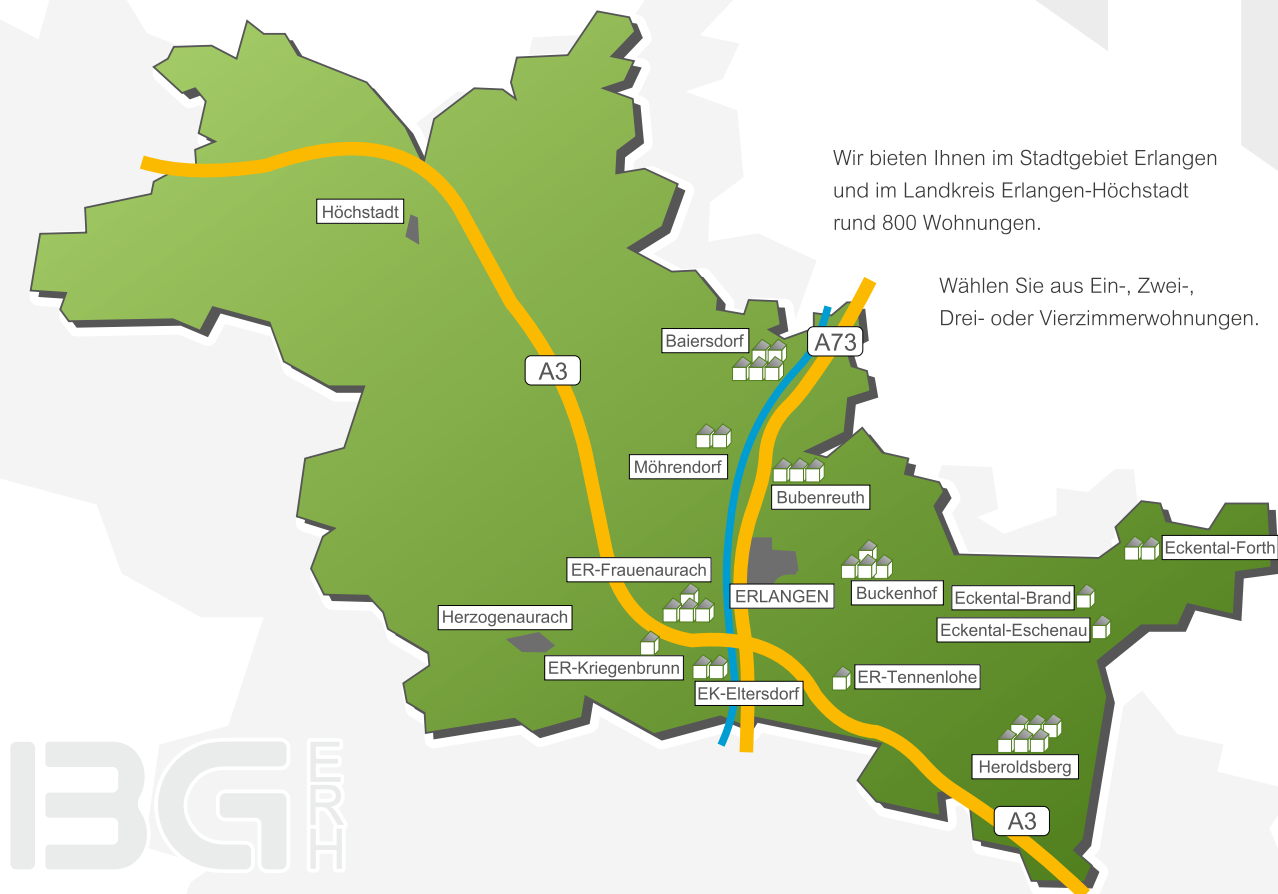 Wir bieten Ihnen im Stadtgebiet Erlangen
und im Landkreis Erlangen-Höchstadt
rund 800 Wohnungen.
Wählen Sie aus Ein-, Zwei-,
Drei- oder Vierzimmerwohnungen.
Höchstadt
Baiersdorf
A73
A3
Möhrendorf
Bubenreuth
Eckental-Forth
ER-Frauenaurach
ERLANGEN
Buckenhof
Eckental-Brand
Herzogenaurach
Eckental-Eschenau
ER-Kriegenbrunn
ER-Tennenlohe
EK-Eltersdorf
Heroldsberg
A3
BG
ERH